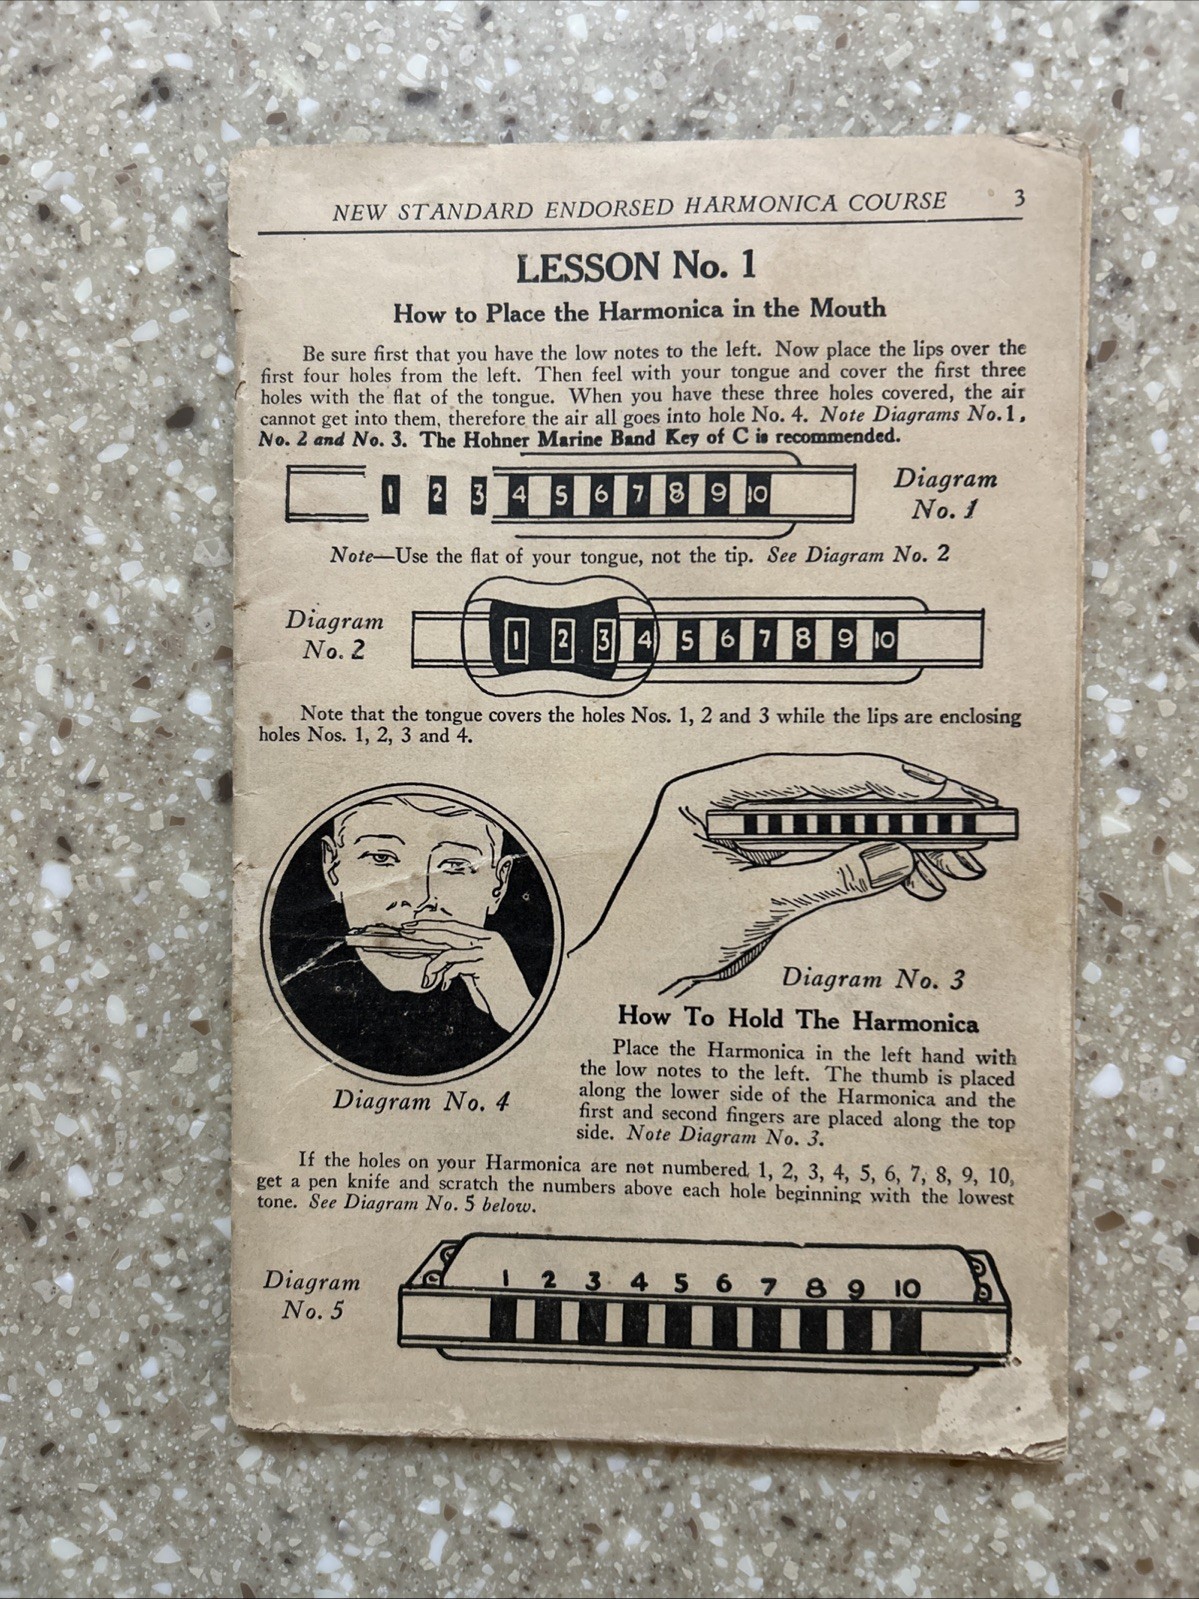 NEW STANDARD ENDORSED HARMONICA COURSE 3
LESSON No. 1
How to Place the Harmonica in the Mouth
Be sure first that you have the low notes to the left. Now place the lips over the
first four holes from the left. Then feel with your tongue and cover the first three
holes with the flat of the tongue. When you have these three holes covered, the air
cannot get into them, therefore the air all goes into hole No. 4. Note Diagrams No. 1,
No. 2 and No. 3. The Hohner Marine Band Key of C is recommended.
1 2 3 4 5 6 7 8 9 10
Diagram
No. 1
Note—Use the flat of your tongue, not the tip. See Diagram No. 2
Diagram
No. 2
1 2 3 4 5 6 7 8 9 10
Note that the tongue covers the holes Nos. 1, 2 and 3 while the lips are enclosing
holes Nos. 1, 2, 3 and 4.
Diagram No. 3
Diagram No. 4
How To Hold The Harmonica
Place the Harmonica in the left hand with
the low notes to the left. The thumb is placed
along the lower side of the Harmonica and the
first and second fingers are placed along the top
side. Note Diagram No. 3.
If the holes on your Harmonica are not numbered 1, 2, 3, 4, 5, 6, 7, 8, 9, 10,
get a pen knife and scratch the numbers above each hole beginning with the lowest
tone. See Diagram No. 5 below.
Diagram
No. 5
1 2 3 4 5 6 7 8 9 10